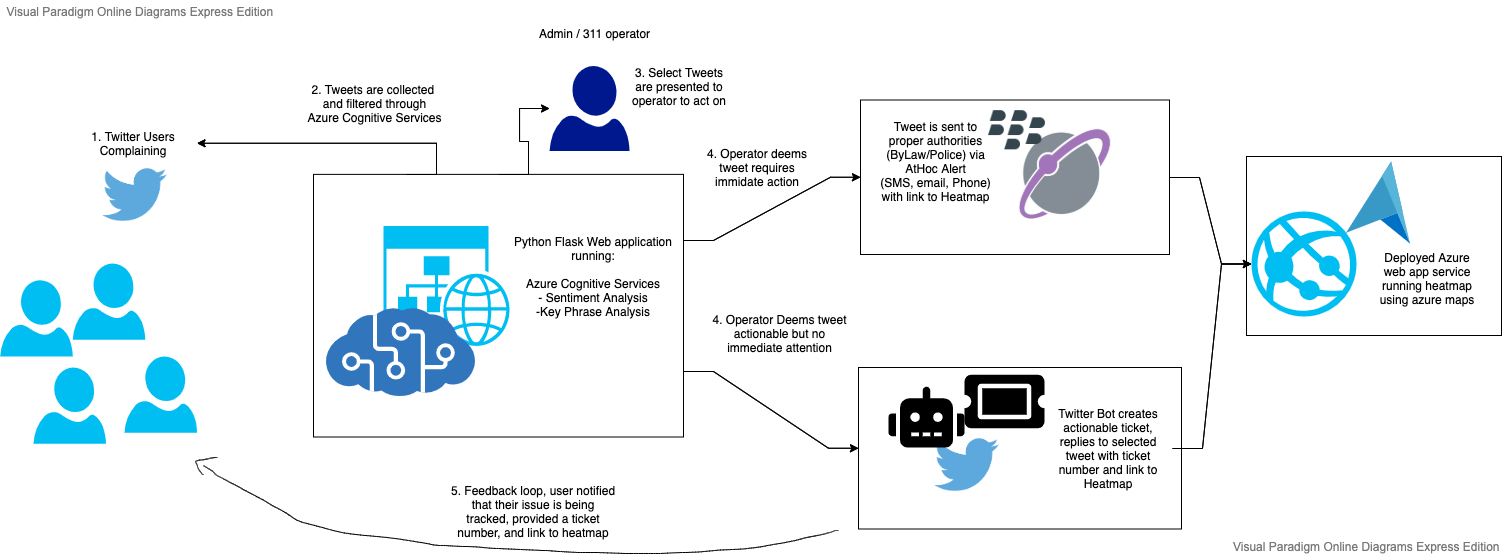 Visual Paradigm Online Diagrams Express Edition
Admin / 311 operator
3. Select Tweets
are presented to
operator to act on
2. Tweets are collected
and filtered through
Azure Cognitive Services
1. Twitter Users
Complaining
4. Operator deems
tweet requires
immidate action
Tweet is sent to
proper authorities
(ByLaw/Police) via
AtHoc Alert
(SMS, email, Phone)
with link to Heatmap
Python Flask Web application
running:
Azure Cognitive Services
- Sentiment Analysis
-Key Phrase Analysis
Deployed Azure
web app service
running heatmap
using azure maps
4. Operator Deems tweet
actionable but no
immediate attention
Twitter Bot creates
actionable ticket,
replies to selected
tweet with ticket
number and link to
Heatmap
5. Feedback loop, user notified
that their issue is being
tracked, provided a ticket
number, and link to heatmap
Visual Paradigm Online Diagrams Express Edition